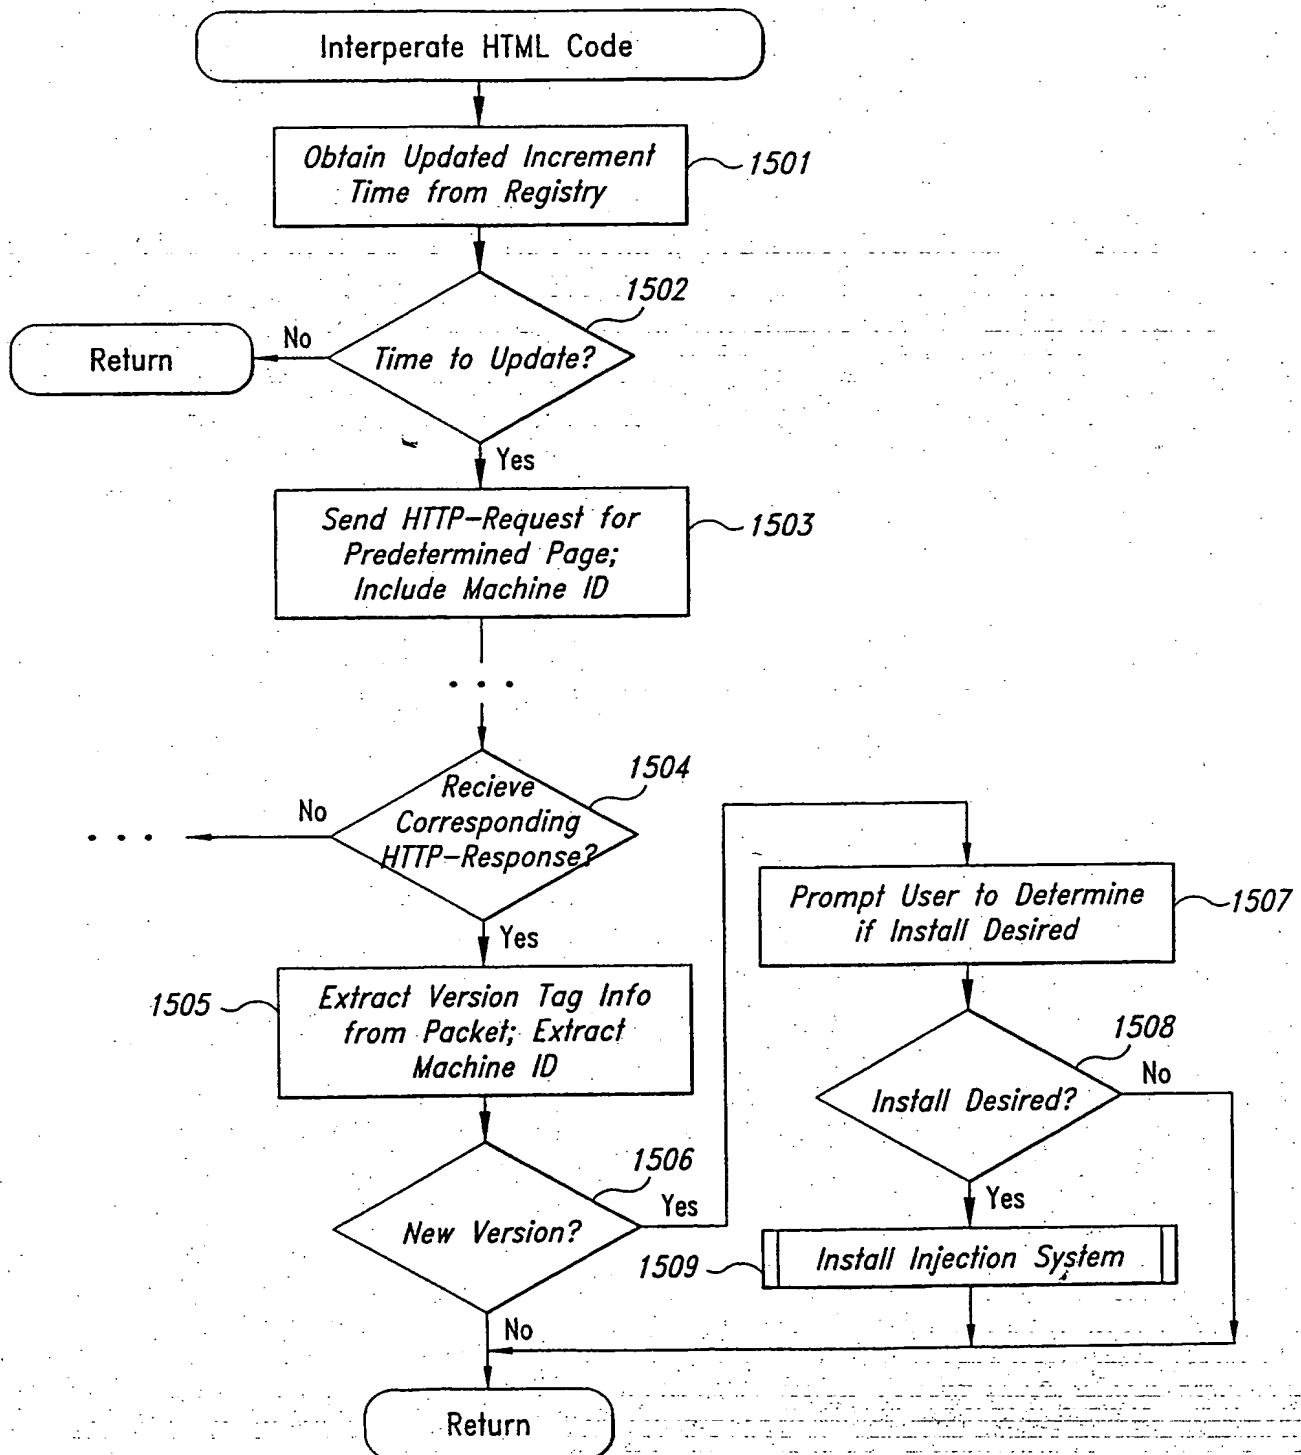 Interperate HTML Code
Obtain Updated Increment
Time from Registry
1501
1502
Time to Update?
No
Return
Yes
Send HTTP-Request for
Predetermined Page;
Include Machine ID
1503
. . .
1504
Recieve
Corresponding
HTTP-Response?
No
. . .
Yes
1505
Extract Version Tag Info
from Packet; Extract
Machine ID
1506
New Version?
Yes
No
Prompt User to Determine
if Install Desired
1507
1508
Install Desired?
No
Yes
1509
Install Injection System
Return